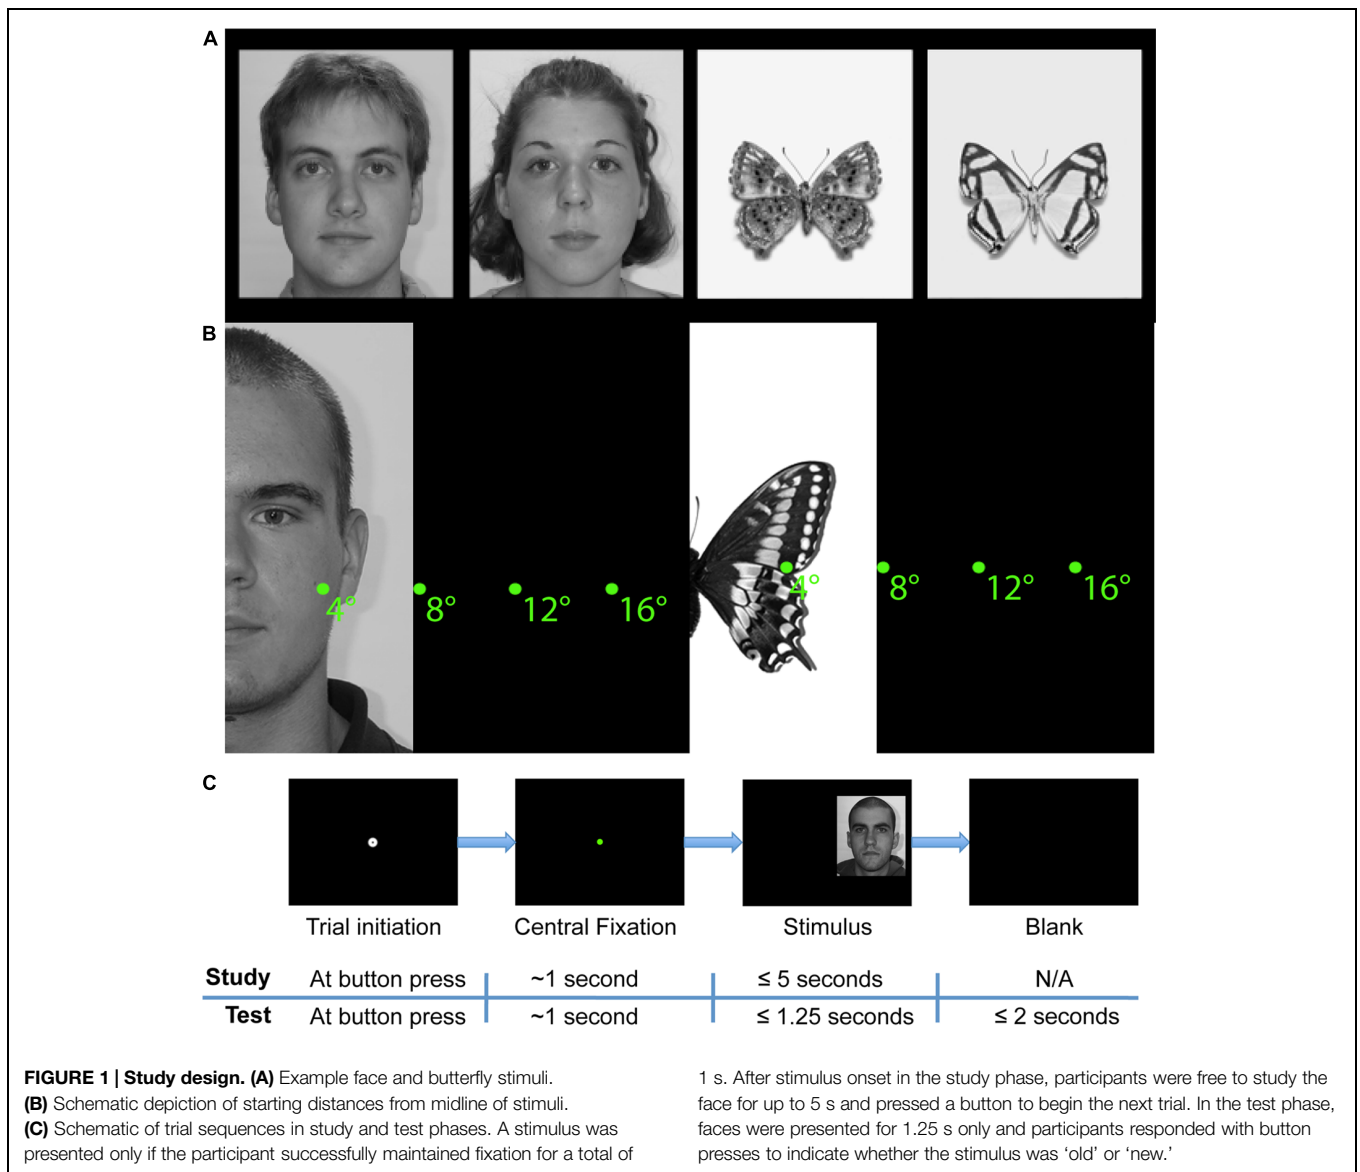 A
B
4°
8°
12°
16°
4°
8°
12°
16°
C
Trial initiation
Central Fixation
Stimulus
Blank
Study At button press ~1 second ≤ 5 seconds N/A
Test At button press ~1 second ≤ 1.25 seconds ≤ 2 seconds
FIGURE 1 | Study design. (A) Example face and butterfly stimuli.
(B) Schematic depiction of starting distances from midline of stimuli.
(C) Schematic of trial sequences in study and test phases. A stimulus was
presented only if the participant successfully maintained fixation for a total of
1 s. After stimulus onset in the study phase, participants were free to study the
face for up to 5 s and pressed a button to begin the next trial. In the test phase,
faces were presented for 1.25 s only and participants responded with button
presses to indicate whether the stimulus was ‘old’ or ‘new.’